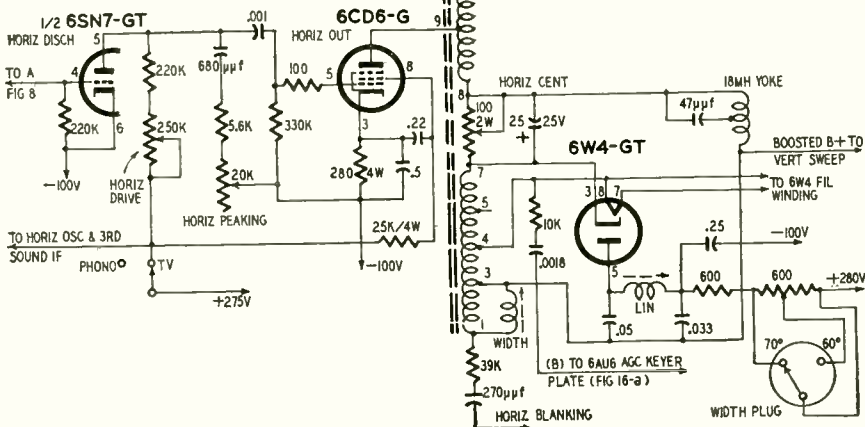 1/2 6SN7-GT
HORIZ DISCH
5
4
6
TO A
FIG 8
220K
-100V
220K
250K
HORIZ
DRIVE
680μμf
5.6K
20K
HORIZ PEAKING
.001
330K
100
6CD6-G
HORIZ OUT
5
8
3
.22
280
4W
.5
25K/4W
-100V
TO HORIZ OSC & 3RD
SOUND IF
PHONO
TV
+275V
9
8
HORIZ CENT
100
2W
25
25V
+
47μμf
18MH YOKE
7
5
4
3
1
6W4-GT
3
8
7
5
BOOSTED B+ TO
VERT SWEEP
TO 6W4 FIL
WINDING
10K
.0018
.25
-100V
LIN
600
600
+280V
.05
.033
WIDTH
70°
60°
WIDTH PLUG
39K
270μμf
(B) TO 6AU6 AGC KEYER
PLATE (FIG 16-a)
HORIZ BLANKING